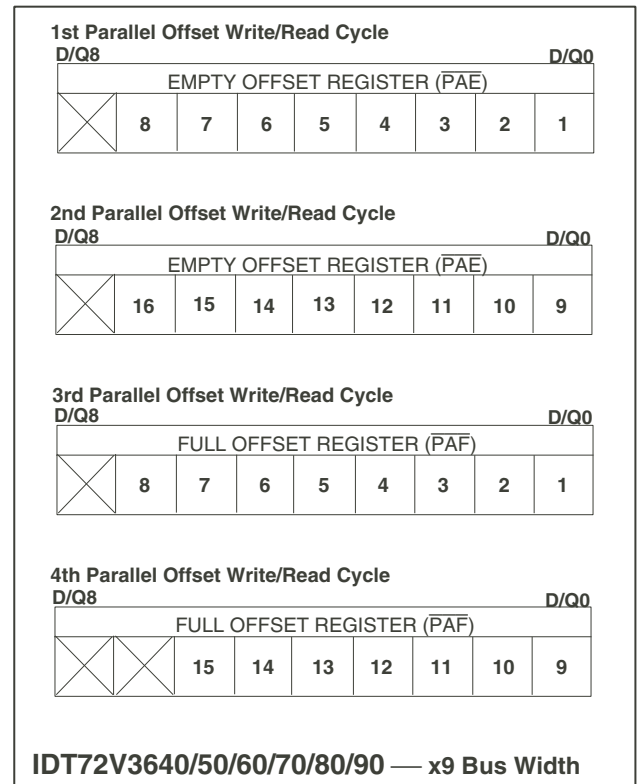 1st Parallel Offset Write/Read Cycle
D/Q8 D/Q0
EMPTY OFFSET REGISTER (PAE)
8 7 6 5 4 3 2 1
2nd Parallel Offset Write/Read Cycle
D/Q8 D/Q0
EMPTY OFFSET REGISTER (PAE)
16 15 14 13 12 11 10 9
3rd Parallel Offset Write/Read Cycle
D/Q8 D/Q0
FULL OFFSET REGISTER (PAF)
8 7 6 5 4 3 2 1
4th Parallel Offset Write/Read Cycle
D/Q8 D/Q0
FULL OFFSET REGISTER (PAF)
15 14 13 12 11 10 9
IDT72V3640/50/60/70/80/90 — x9 Bus Width